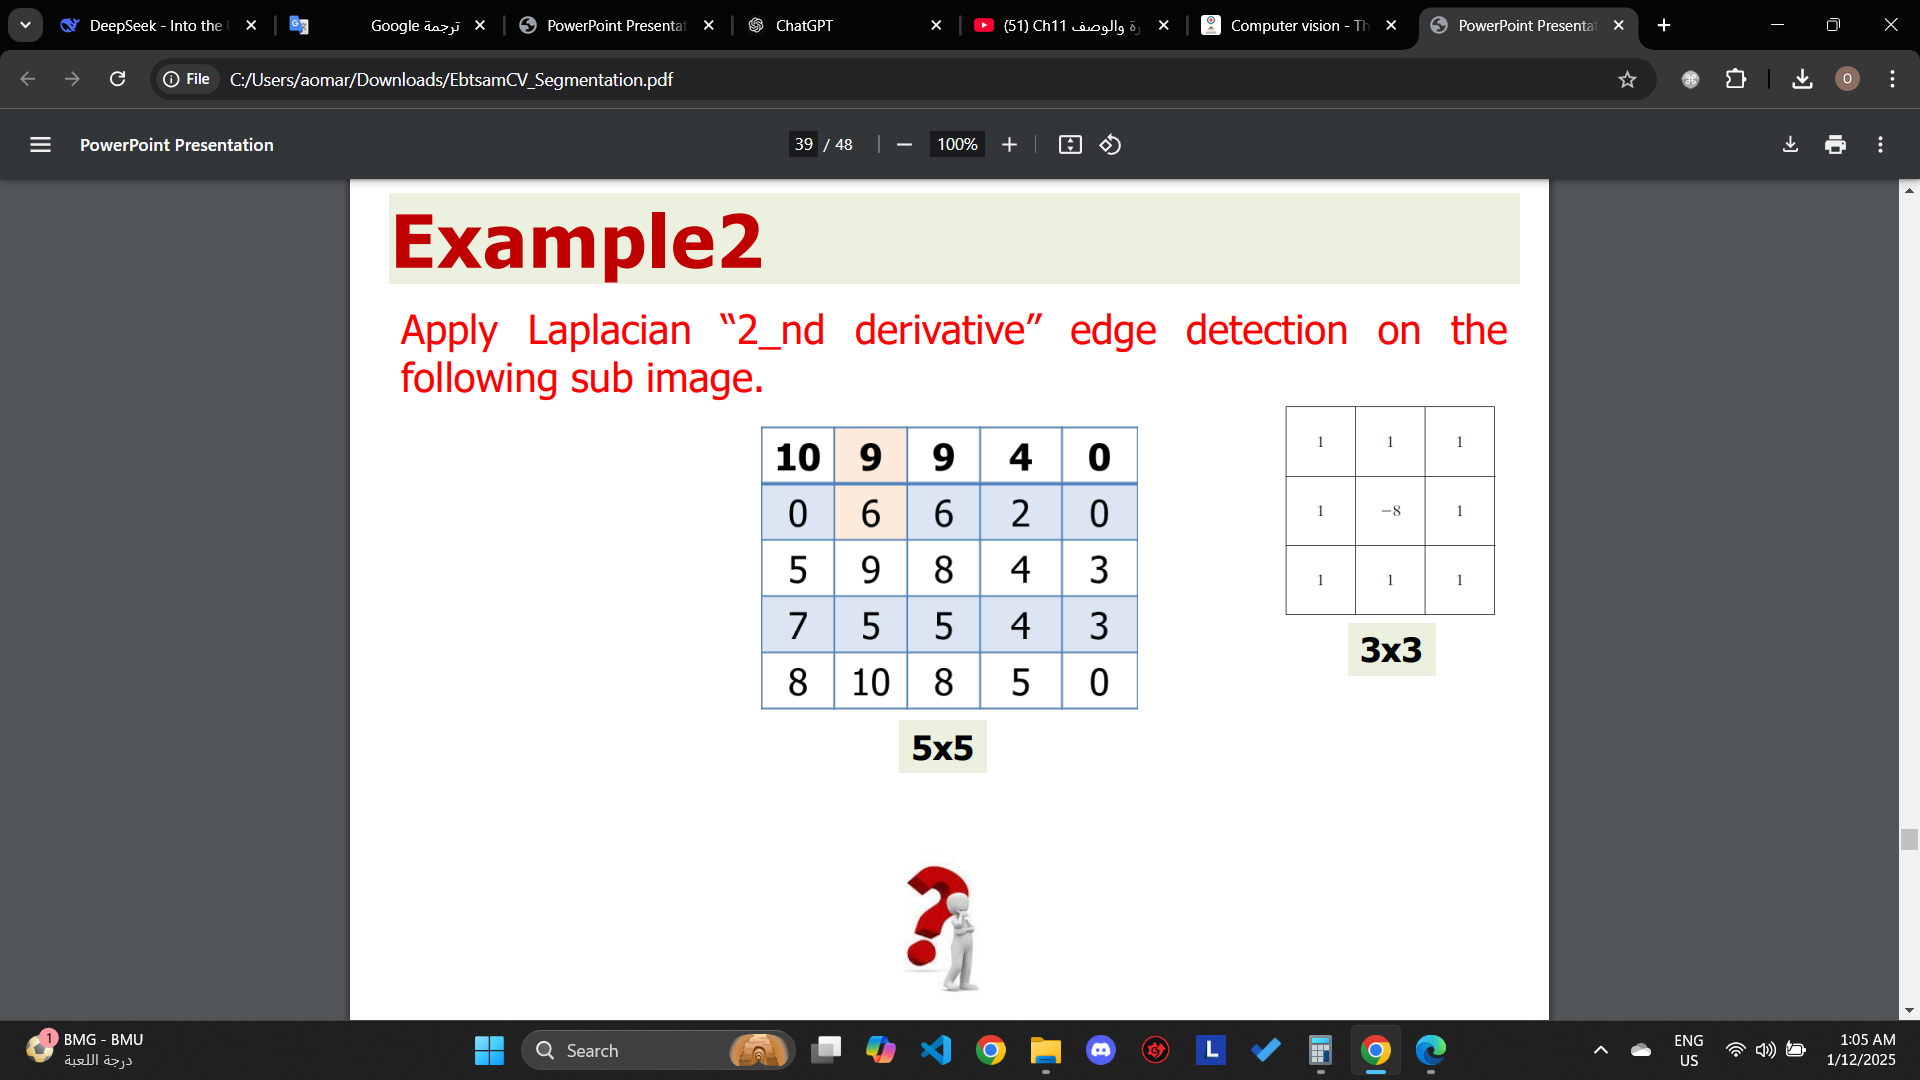 DeepSeek - Into the
Google ترجمة
PowerPoint Presentat
ChatGPT
(51) Ch11 رة والوصف
Computer vision - Th
PowerPoint Presentat
File
C:/Users/aomar/Downloads/EbtsamCV_Segmentation.pdf
O
PowerPoint Presentation
39 / 48
100%
Example2
Apply Laplacian “2_nd derivative” edge detection on the
following sub image.
10 9 9 4 0
0 6 6 2 0
5 9 8 4 3
7 5 5 4 3
8 10 8 5 0
5x5
1 1 1
1 −8 1
1 1 1
3x3
1
BMG - BMU
درجة اللعبة
Search
L
ENG
US
1:05 AM
1/12/2025